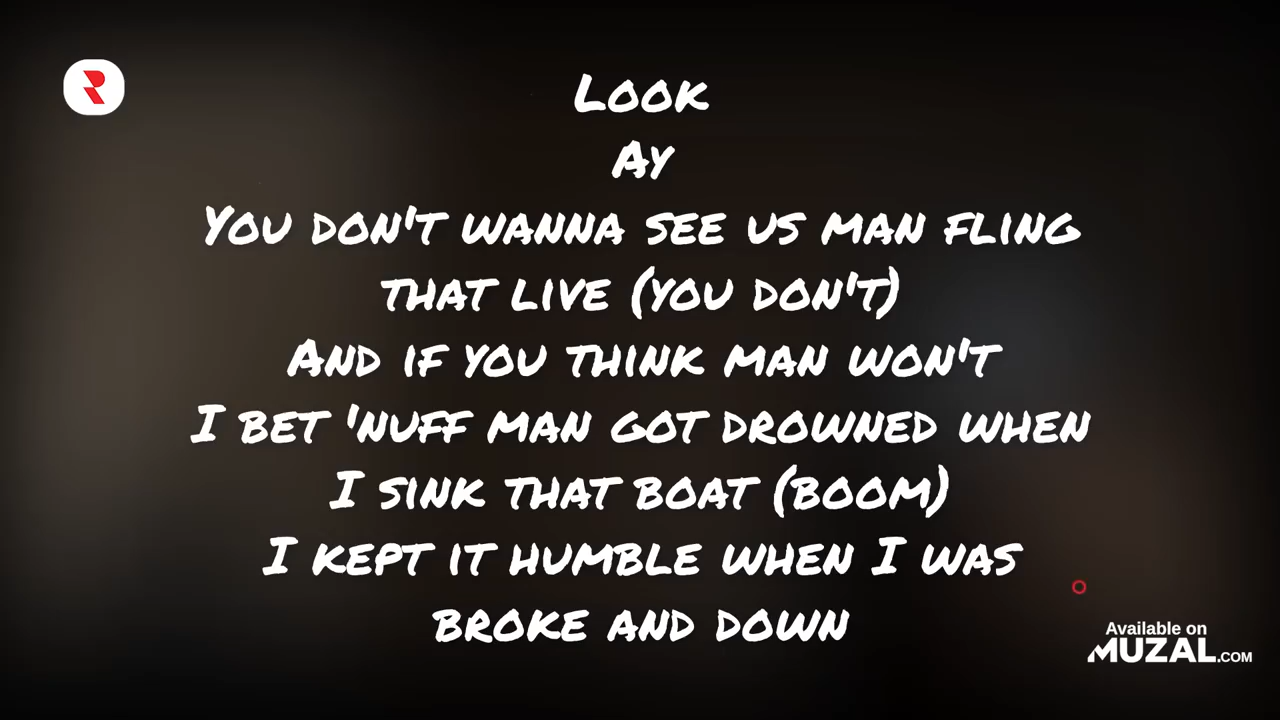 Look
Ay
You don't wanna see us man fling
that live (you don't)
And if you think man won't
I bet 'nuff man got drowned when
I sink that boat (boom)
I kept it humble when I was
broke and down
Available on
MUZAL.COM